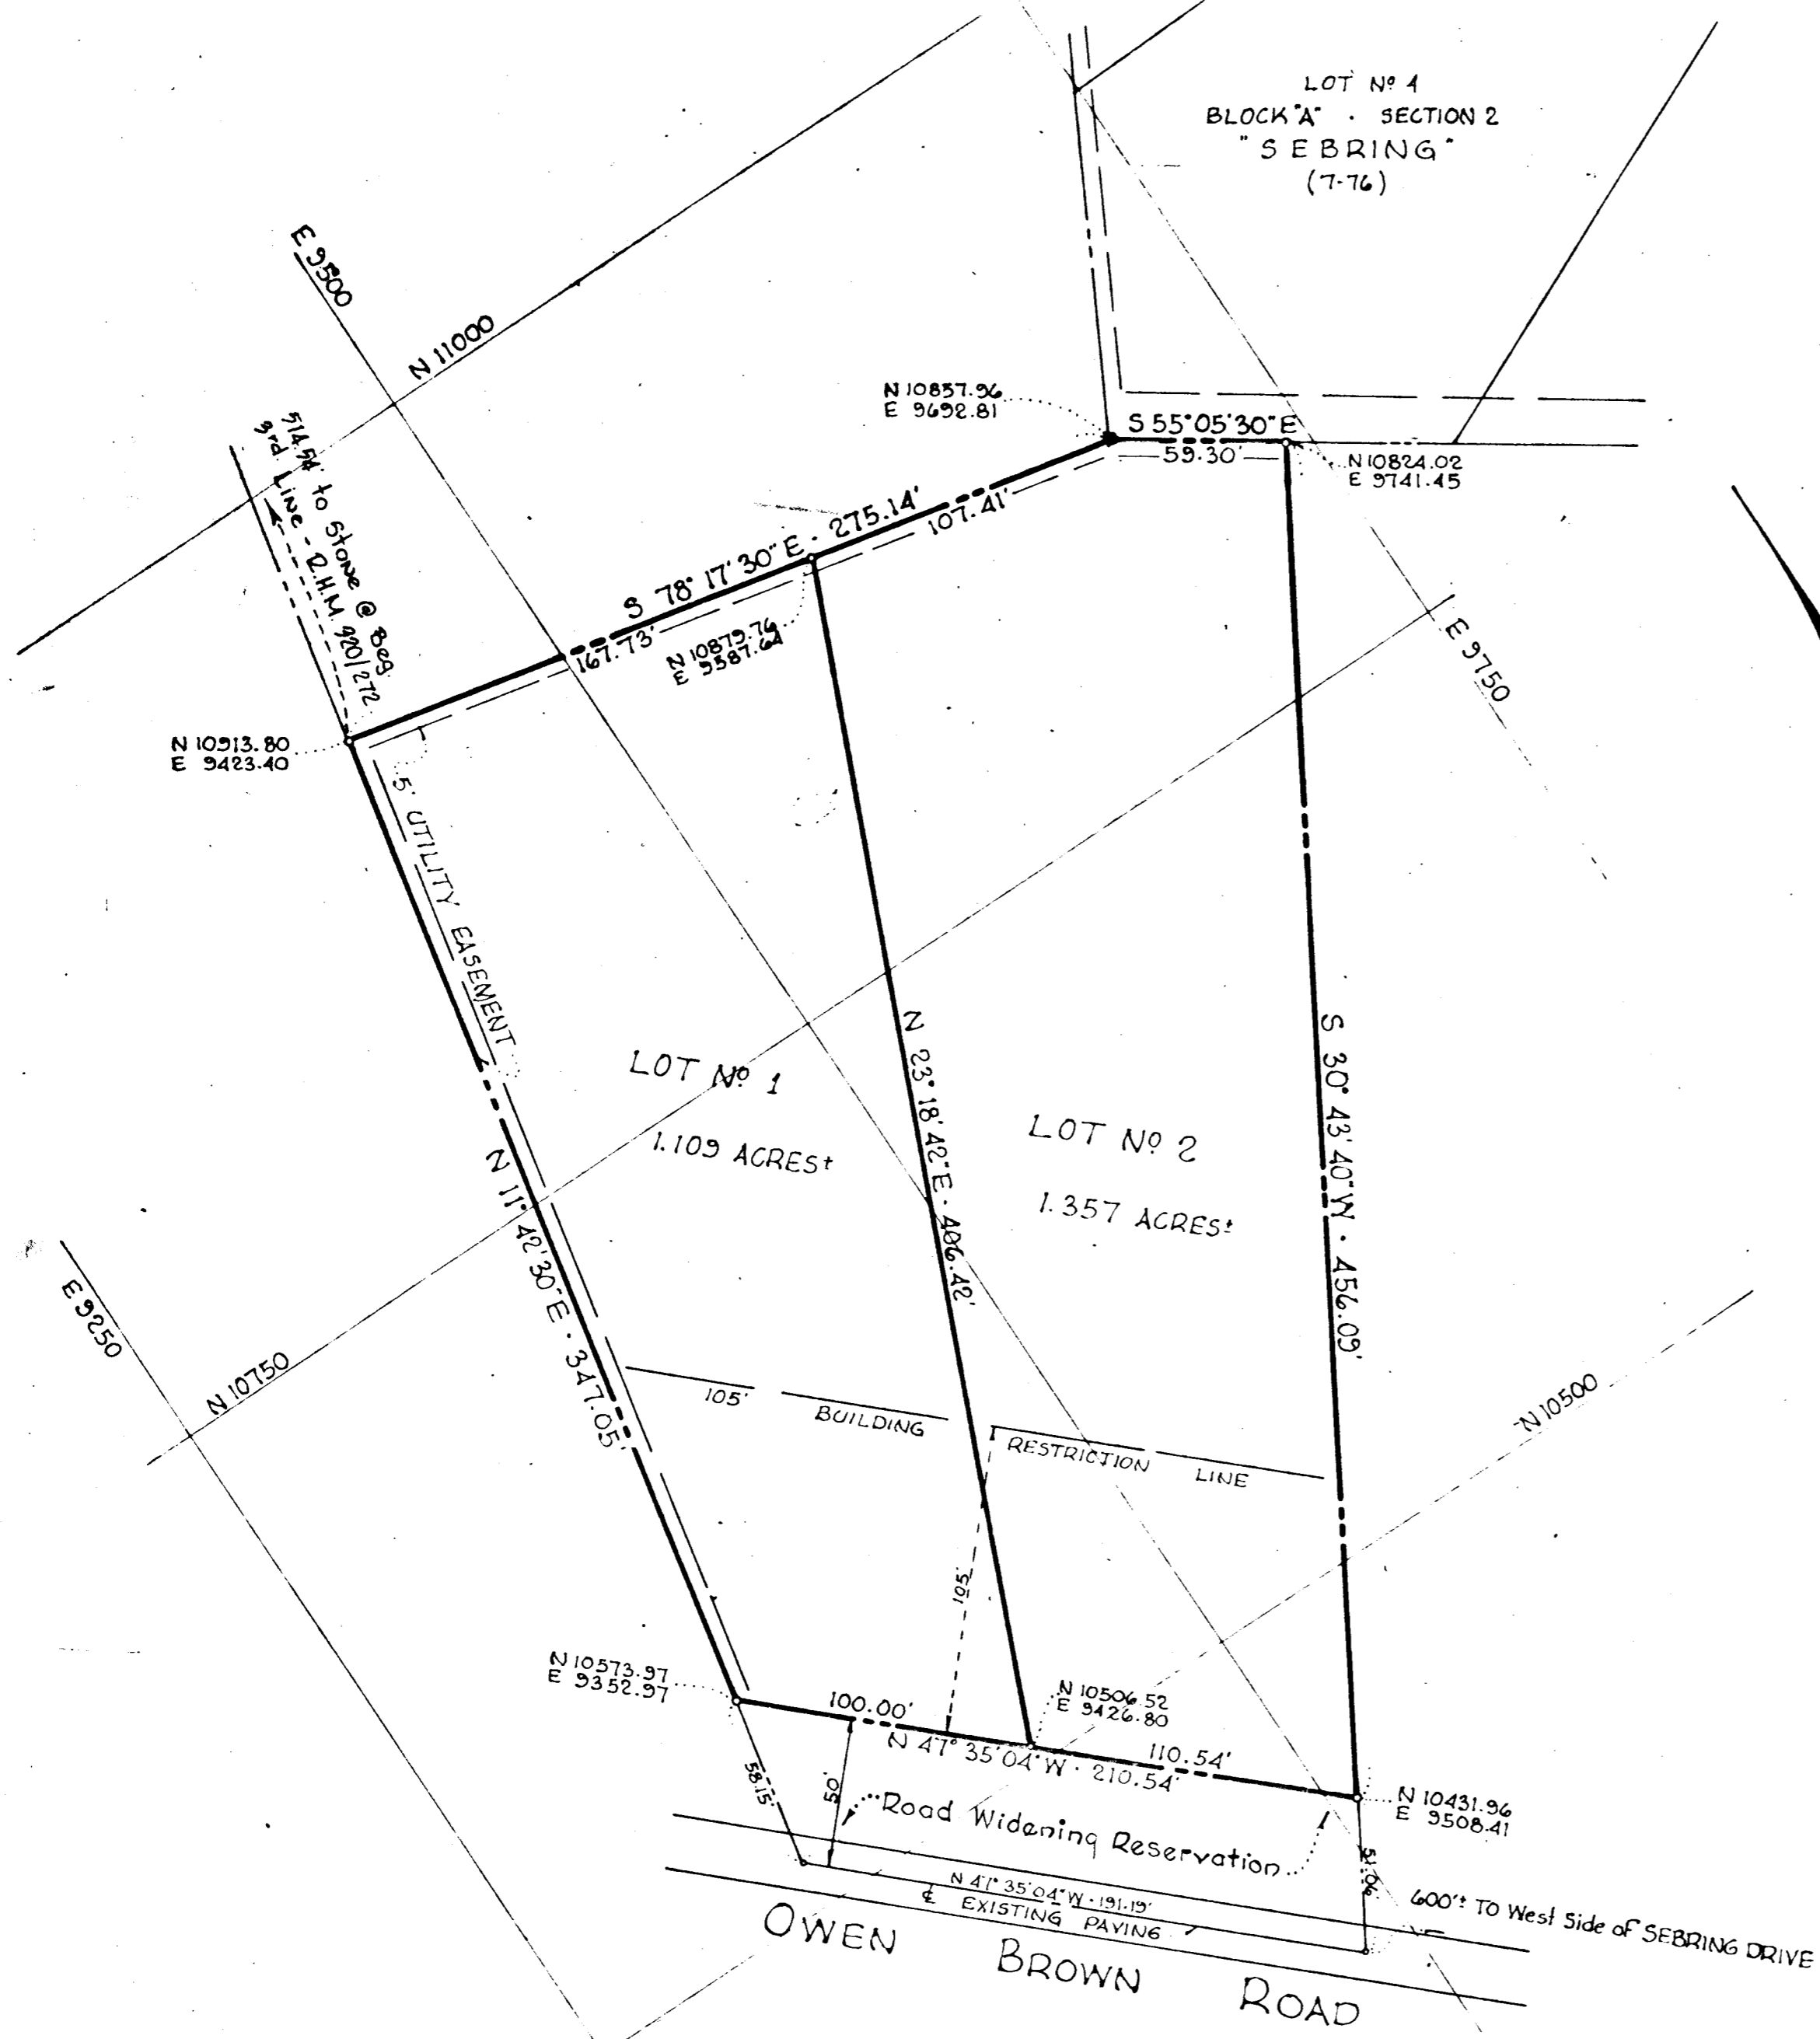 LOT Nº 4
BLOCK "A" · SECTION 2
"SEBRING"
(7-76)
E 9500
N 11000
514.54' to Stone @ Beg.
3rd Line - R.H.M. 920/272
N 10857.96
E 9692.81
S 55° 05' 30" E
59.30'
N 10824.02
E 9741.45
S 78° 17' 30" E · 275.14'
107.41'
167.73'
N 10879.76
E 9587.64
E 9750
N 10913.80
E 9423.40
5' UTILITY EASEMENT
LOT Nº 1
1.109 ACRES±
N 23° 18' 42" E · 406.42'
LOT Nº 2
1.357 ACRES±
S 30° 43' 40" W · 456.09'
N 11° 42' 30" E · 347.05'
E 9250
N 10750
N 10500
105' BUILDING RESTRICTION LINE
105'
N 10573.97
E 9352.97
100.00'
N 10506.52
E 9426.80
110.54'
N 47° 35' 04" W · 210.54'
N 10431.96
E 9508.41
58.15'
50'
Road Widening Reservation
51.06'
N 47° 35' 04" W · 191.19'
℄ EXISTING PAVING
600'± TO West Side of SEBRING DRIVE
OWEN BROWN ROAD